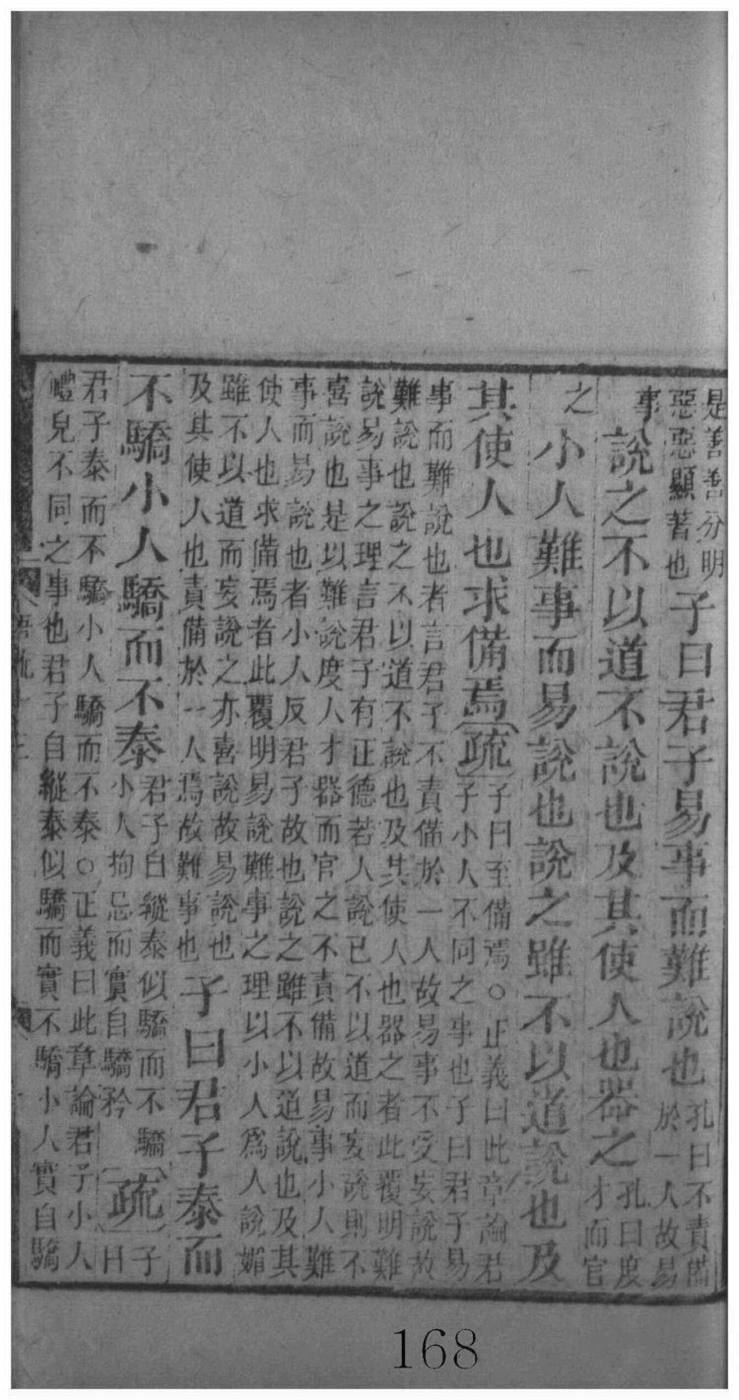 是善善分明
惡惡顯著也
子曰君子易事而難說也
孔曰不責備
於一人故易
事
說之不以道不說也及其使人也器之
孔曰度
才而官
之
小人難事而易說也說之雖不以道說也及
其使人也求備焉
疏
子曰至備焉○正義曰此章論君
子小人不同之事也子曰君子易
事而難說也者言君子不責備於一人故易事不受妄說故
難說也說之不以道不說也及其使人也器之者此覆明難
說易事之理言君子有正德若人說己不以道而妄說則不
喜說也是以難說度人才器而官之不責備故易事小人難
事而易說也者小人反君子故也說之雖不以道說也及其
使人也求備焉者此覆明易說難事之理以小人爲人說媚
雖不以道而妄說之亦喜說故易說也
及其使人也責備於一人焉故難事也
子曰君子泰而
不驕小人驕而不泰
君子自縱泰似驕而不驕
小人拘忌而實自驕矜
疏
子
曰
君子泰而不驕小人驕而不泰○正義曰此章論君子小人
禮皃不同之事也君子自縱泰似驕而實不驕小人實自驕
168